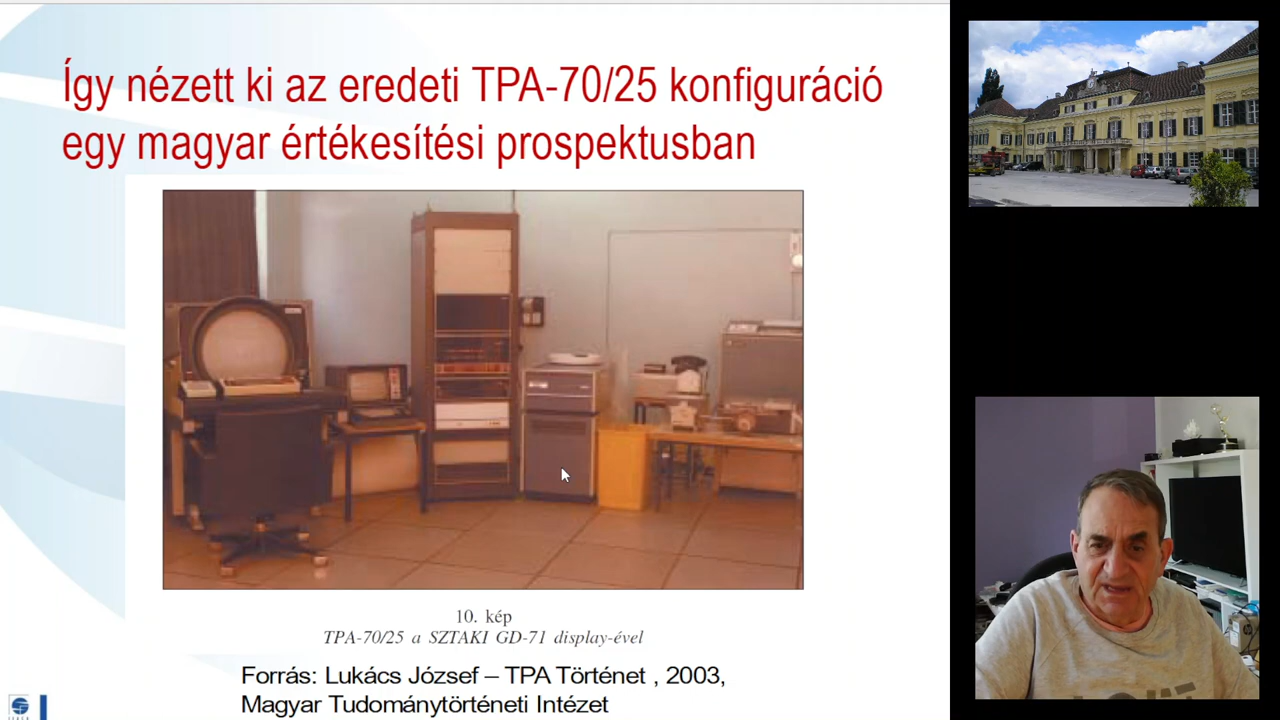 Így nézett ki az eredeti TPA-70/25 konfiguráció
egy magyar értékesítési prospektusban
10. kép
TPA-70/25 a SZTAKI GD-71 display-ével
Forrás: Lukács József – TPA Történet , 2003,
Magyar Tudománytörténeti Intézet